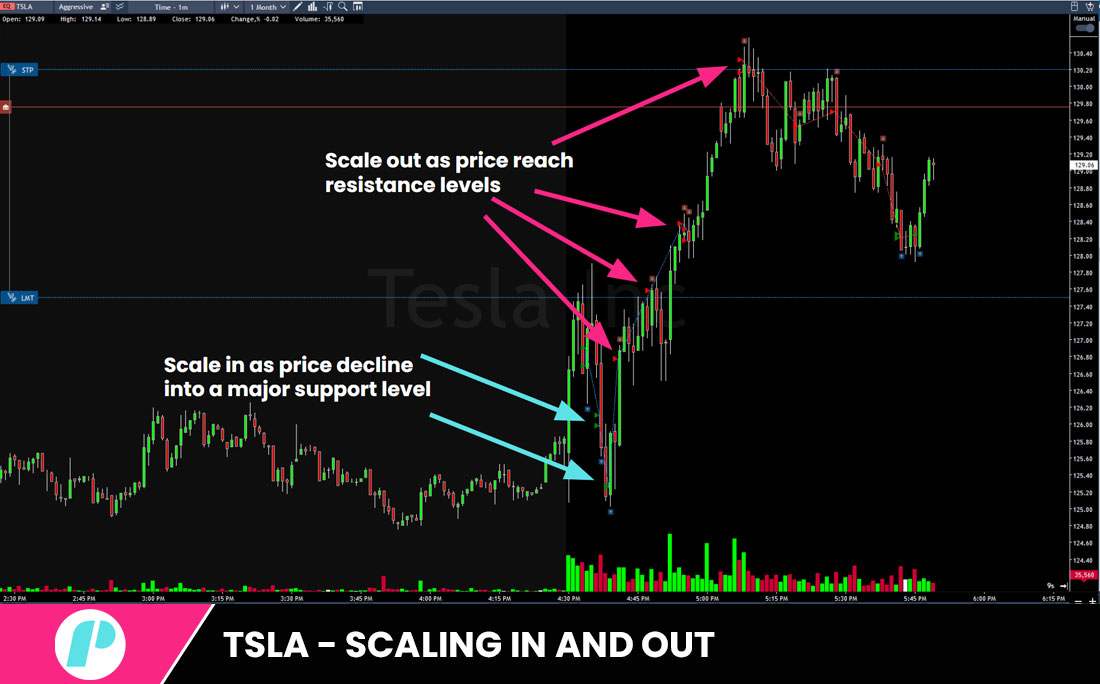 EQ TSLA Aggressive Time - 1m 1 Month
Open: 129.09 High: 129.14 Low: 128.89 Close: 129.06 Change,% -0.02 Volume: 35,560
Manual
STP
LMT
Tesla Inc
Scale out as price reach
resistance levels
Scale in as price decline
into a major support level
130.40
130.20
130.00
129.80
129.60
129.40
129.20
129.06
129.00
128.80
128.60
128.40
128.20
128.00
127.80
127.60
127.40
127.20
127.00
126.80
126.60
126.40
126.20
126.00
125.80
125.60
125.40
125.20
125.00
124.80
124.60
124.40
35,560
9s
2:30 PM 2:45 PM 3:00 PM 3:15 PM 3:30 PM 3:45 PM 4:00 PM 4:15 PM 4:30 PM 4:45 PM 5:00 PM 5:15 PM 5:30 PM 5:45 PM 6:00 PM 6:15 PM
P
TSLA – SCALING IN AND OUT